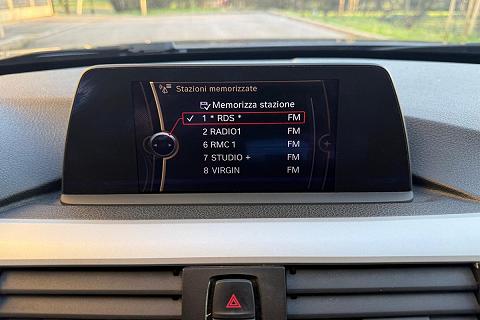 Stazioni memorizzate
Memorizza stazione
✓ 1 * RDS * FM
2 RADIO1 FM
6 RMC 1 FM
7 STUDIO + FM
8 VIRGIN FM